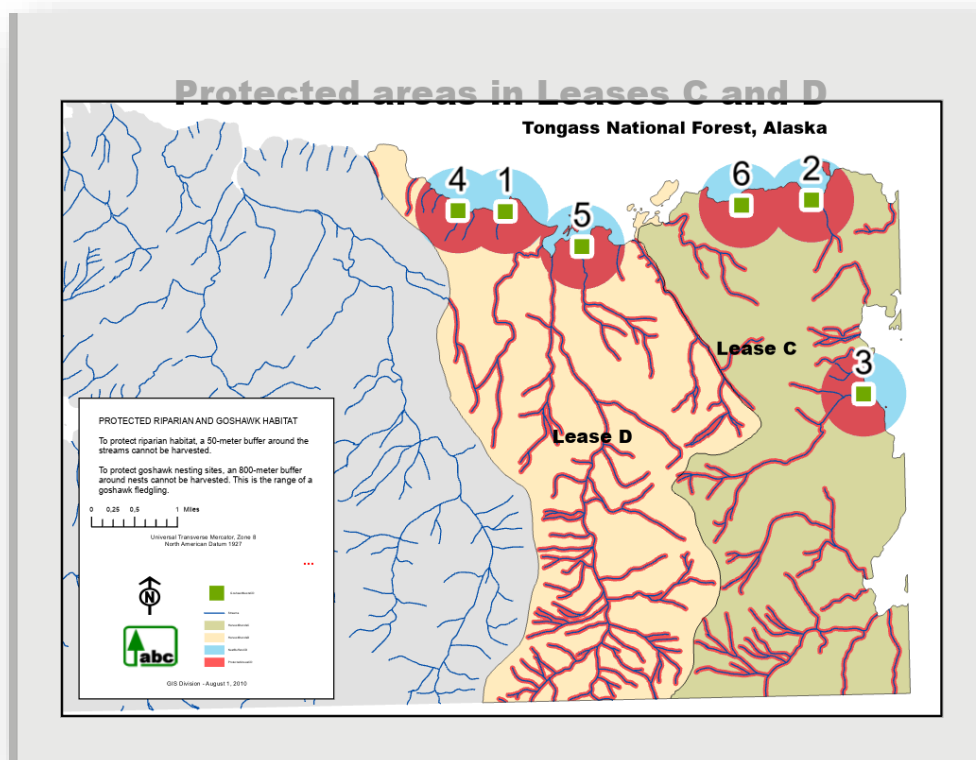 Protected areas in Leases C and D
Tongass National Forest, Alaska
4
1
5
6
2
3
Lease C
Lease D
PROTECTED RIPARIAN AND GOSHAWK HABITAT
To protect riparian habitat, a 50-meter buffer around the
streams cannot be harvested.
To protect goshawk nesting sites, an 800-meter buffer
around nests cannot be harvested. This is the range of a
goshawk fledgling.
0 0,25 0,5 1 Miles
Universal Transverse Mercator, Zone 8
North American Datum 1927
N
abc
GIS Division - August 1, 2010